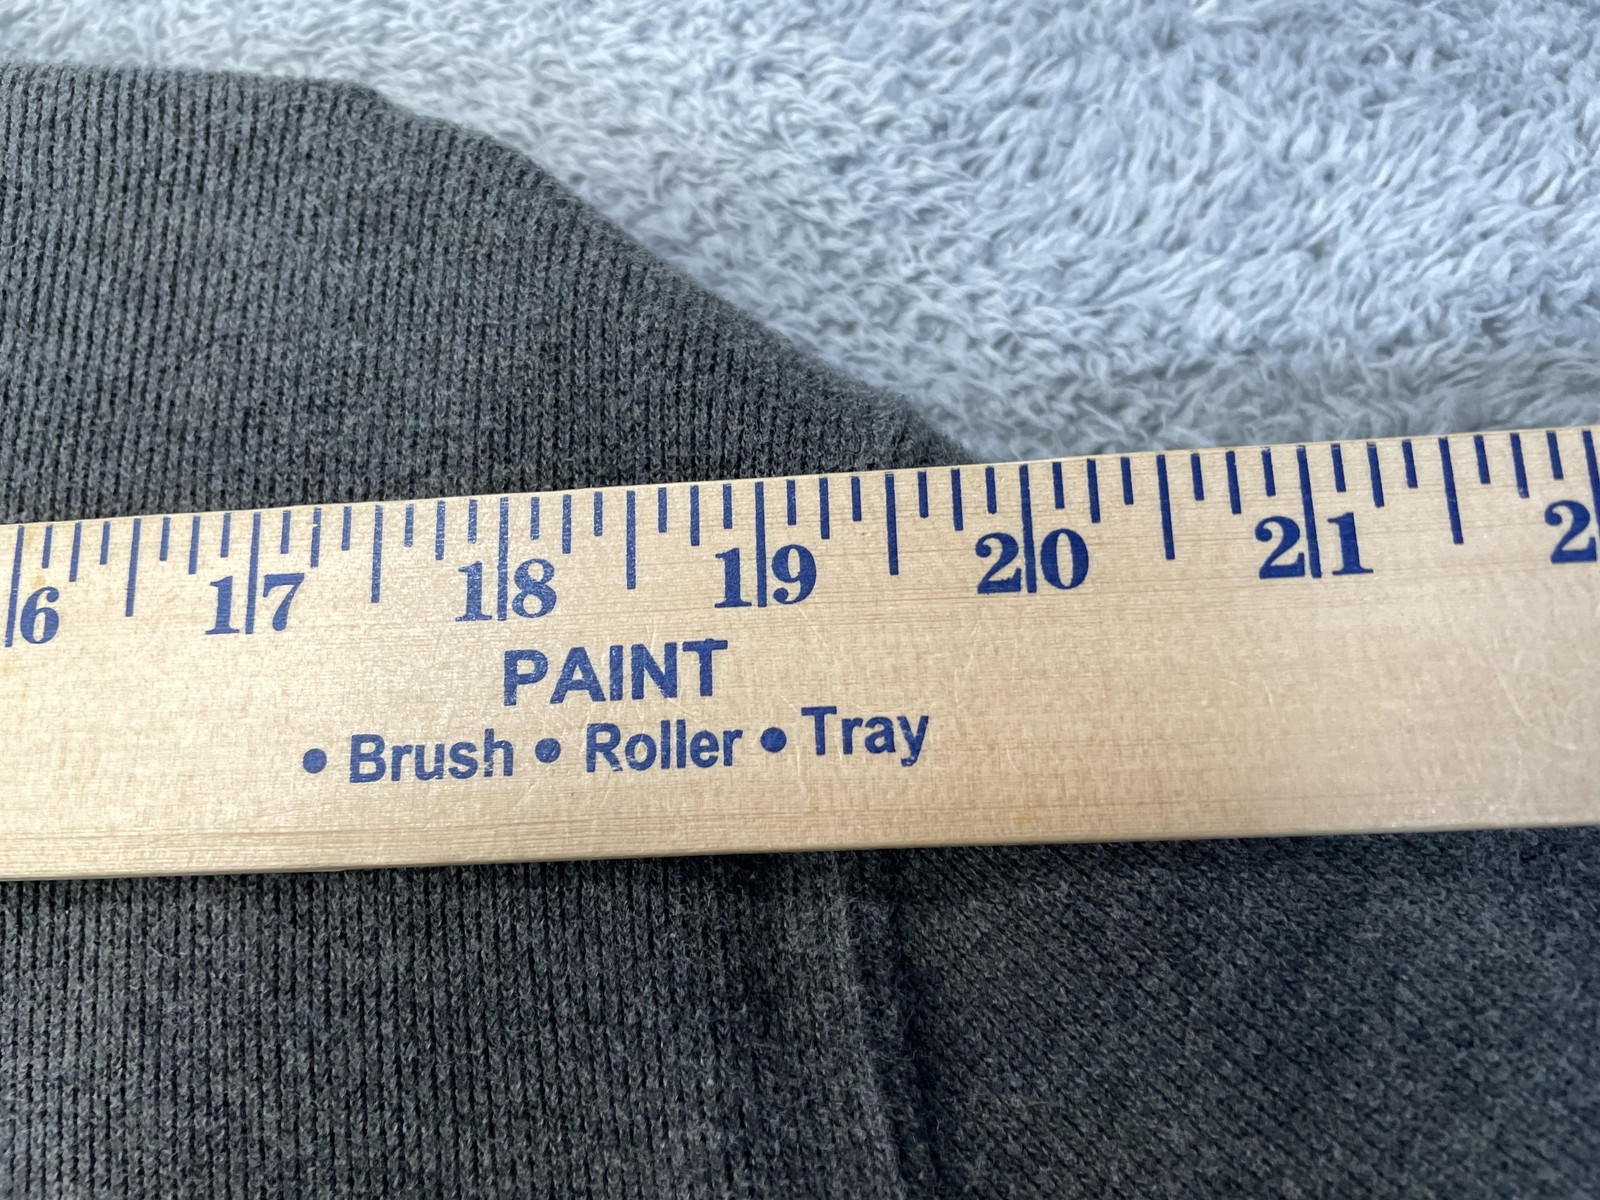 6 17 18 19 20 21 2
PAINT
• Brush • Roller • Tray